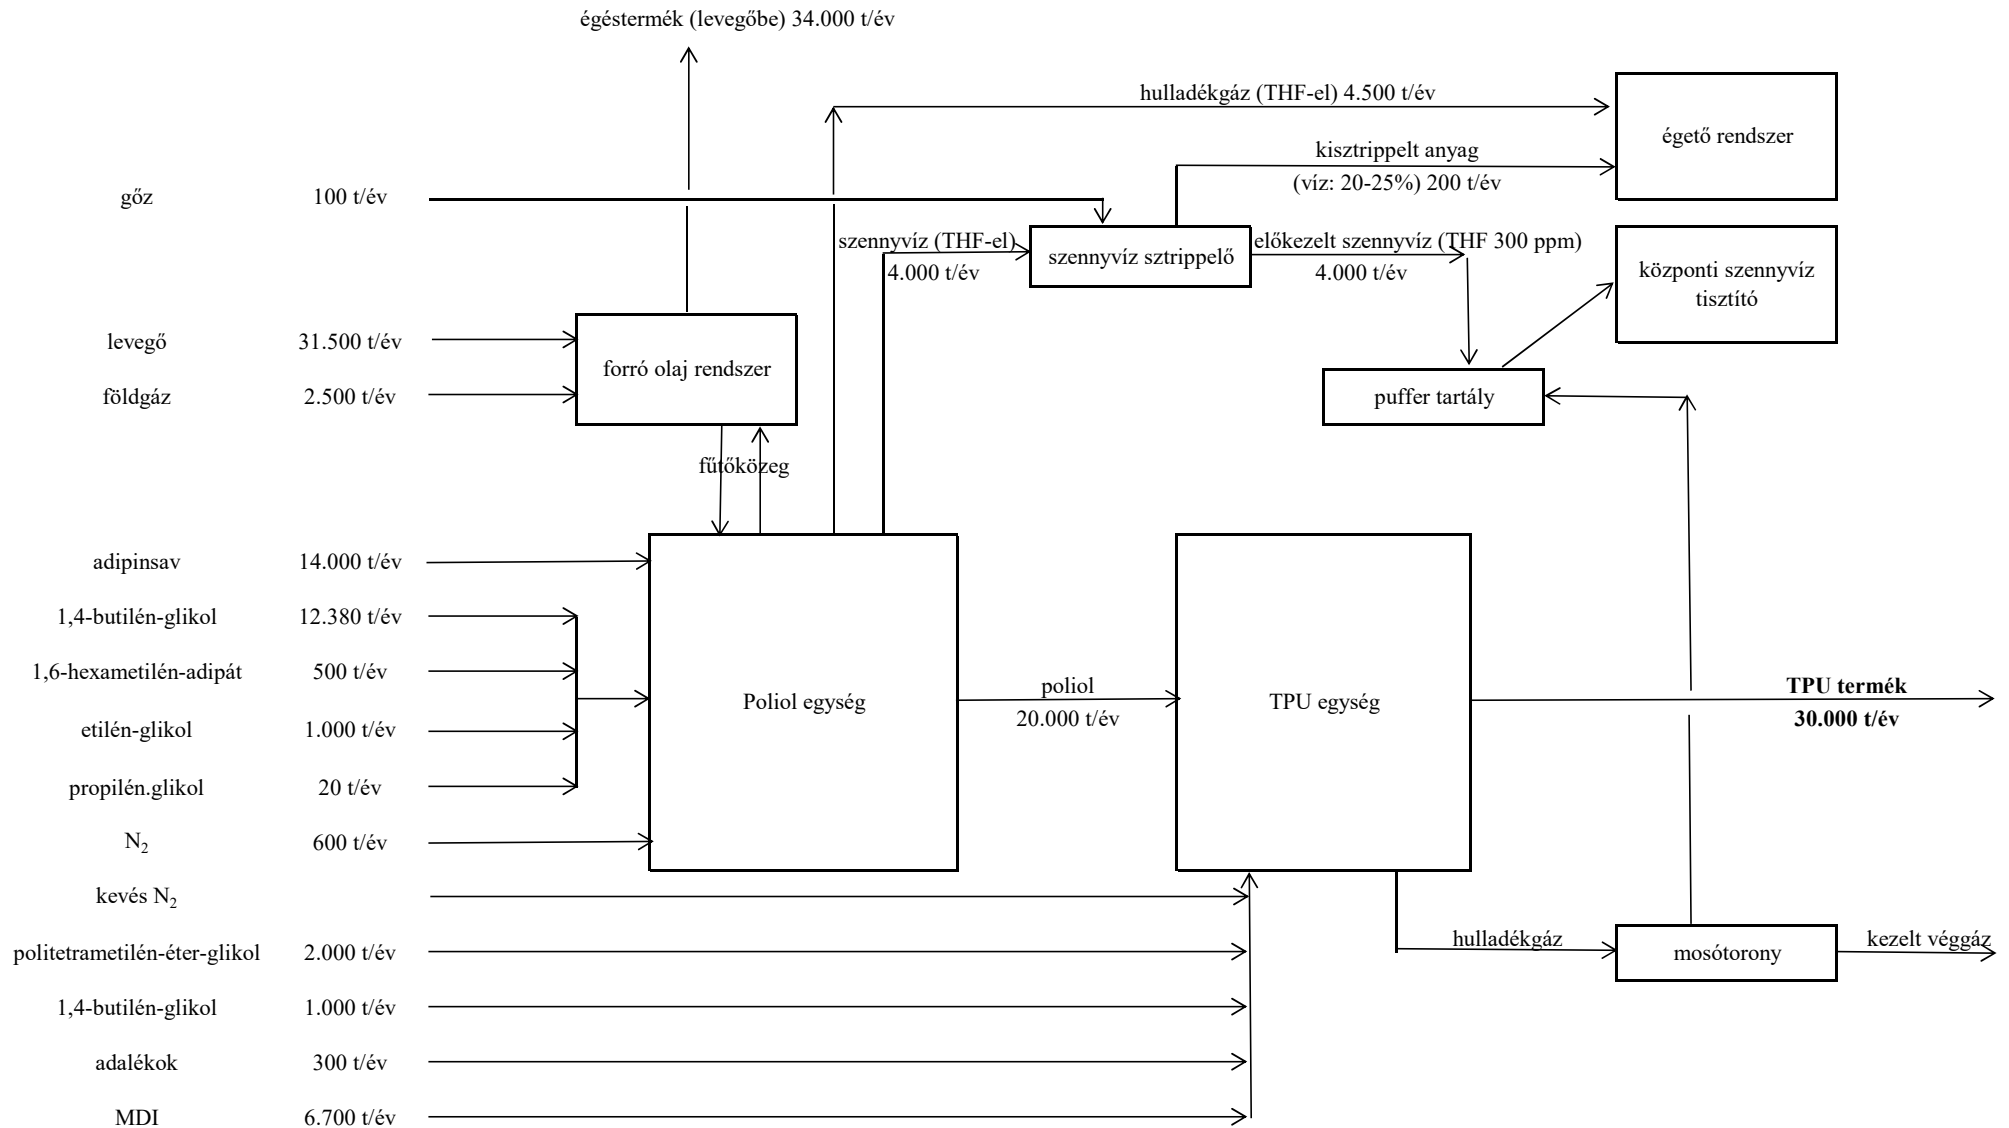 égéstermék (levegőbe) 34.000 t/év
hulladékgáz (THF-el) 4.500 t/év
égető rendszer
kisztrippelt anyag
(víz: 20-25%) 200 t/év
gőz 100 t/év
szennyvíz (THF-el)
4.000 t/év
szennyvíz sztrippelő
előkezelt szennyvíz (THF 300 ppm)
4.000 t/év
központi szennyvíz
tisztító
levegő 31.500 t/év
földgáz 2.500 t/év
forró olaj rendszer
puffer tartály
fűtőközeg
adipinsav 14.000 t/év
1,4-butilén-glikol 12.380 t/év
1,6-hexametilén-adipát 500 t/év
etilén-glikol 1.000 t/év
propilén.glikol 20 t/év
N2 600 t/év
Poliol egység
poliol
20.000 t/év
TPU egység
TPU termék
30.000 t/év
kevés N2
politetrametilén-éter-glikol 2.000 t/év
1,4-butilén-glikol 1.000 t/év
adalékok 300 t/év
MDI 6.700 t/év
hulladékgáz
mosótorony
kezelt véggáz